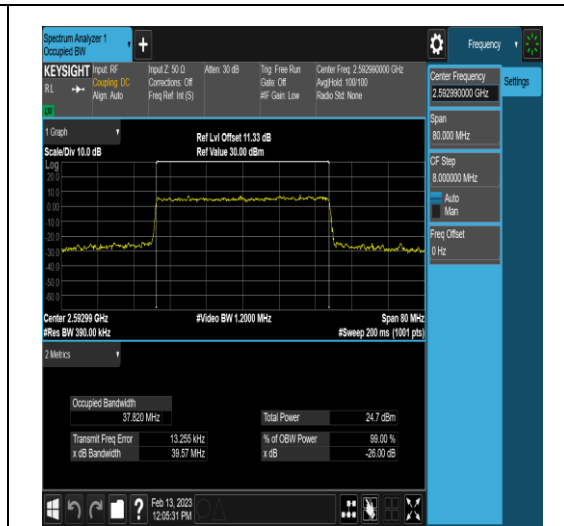 Spectrum Analyzer 1
Occupied BW
+
Frequency
KEYSIGHT
RL
LW
Input: RF
Coupling: DC
Align: Auto
Input Z: 50 Ω
Corrections: Off
Freq Ref: Int (S)
Atten: 30 dB
Trig: Free Run
Gate: Off
#IF Gain: Low
Center Freq: 2.592990000 GHz
Avg|Hold: 100/100
Radio Std: None
Center Frequency
2.592990000 GHz
Settings
Span
80.000 MHz
CF Step
8.000000 MHz
Auto
Man
Freq Offset
0 Hz
1 Graph
Ref Lvl Offset 11.33 dB
Scale/Div 10.0 dB
Ref Value 30.00 dBm
Log
20.0
10.0
0.00
-10.0
-20.0
-30.0
-40.0
-50.0
-60.0
Center 2.59299 GHz
#Video BW 1.2000 MHz
Span 80 MHz
#Res BW 390.00 kHz
#Sweep 200 ms (1001 pts)
2 Metrics
Occupied Bandwidth
37.820 MHz
Total Power 24.7 dBm
Transmit Freq Error 13.255 kHz
% of OBW Power 99.00 %
x dB Bandwidth 39.57 MHz
x dB -26.00 dB
?
Feb 13, 2023
12:05:31 PM